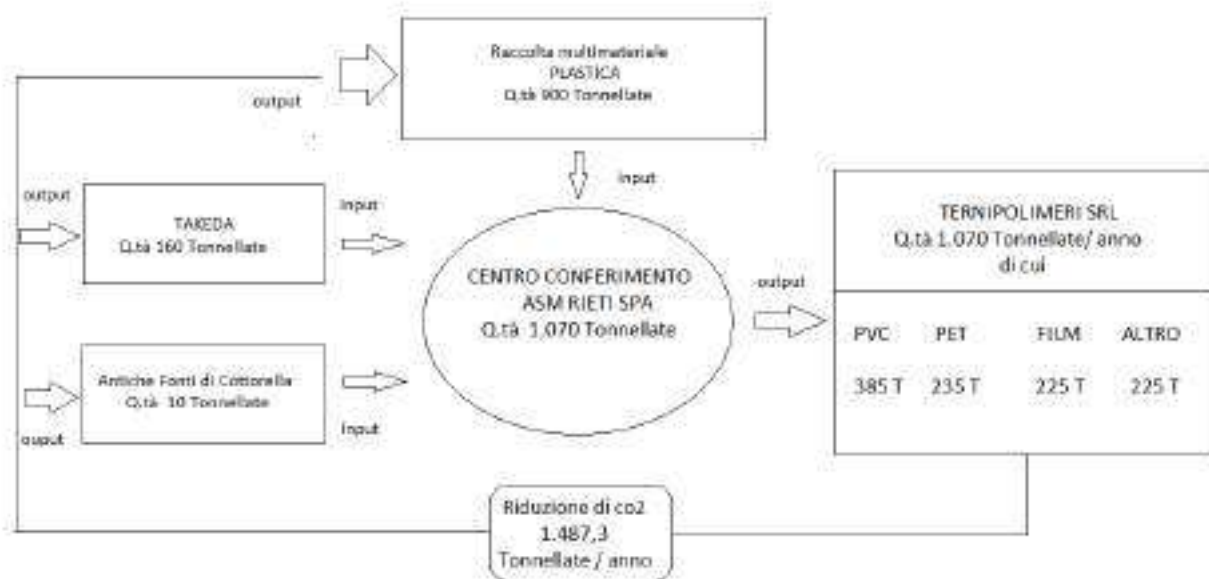 Raccolta multimateriale
PLASTICA
Q.tà 900 Tonnellate
output
input
output
TAKEDA
Q.tà 160 Tonnellate
input
CENTRO CONFERIMENTO
ASM RIETI SPA
Q.tà 1.070 Tonnellate
output
TERNIPOLIMERI SRL
Q.tà 1.070 Tonnellate/ anno
di cui
PVC PET FILM ALTRO
385 T 235 T 225 T 225 T
Antiche Fonti di Cottorella
Q.tà 10 Tonnellate
ouput
input
Riduzione di co2
1.487,3
Tonnellate / anno